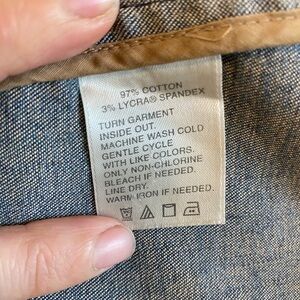 97% COTTON
3% LYCRA® SPANDEX
TURN GARMENT
INSIDE OUT.
MACHINE WASH COLD
GENTLE CYCLE
WITH LIKE COLORS.
ONLY NON-CHLORINE
BLEACH IF NEEDED.
LINE DRY.
WARM IRON IF NEEDED.